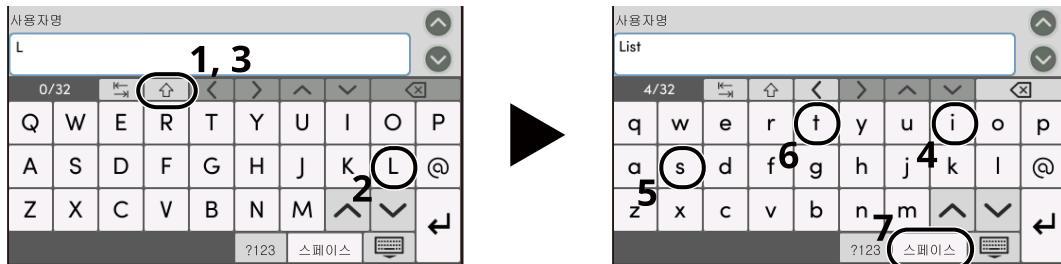 사용자명
L
1, 3
0/32
Q W E R T Y U I O P
A S D F G H J K L @
2
Z X C V B N M
?123 스페이스
사용자명
List
4/32
q w e r t y u i o p
6 4
a s d f g h j k l @
5
z x c v b n m
7
?123 스페이스